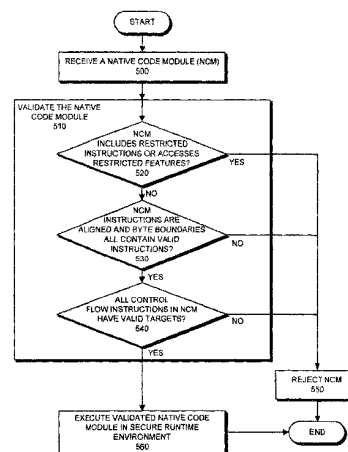 START
RECEIVE A NATIVE CODE MODULE (NCM)
500
VALIDATE THE NATIVE
CODE MODULE
510
NCM
INCLUDES RESTRICTED
INSTRUCTIONS OR ACCESSES
RESTRICTED FEATURES?
520
YES
NO
NCM
INSTRUCTIONS ARE
ALIGNED AND BYTE BOUNDARIES
ALL CONTAIN VALID
INSTRUCTIONS?
530
NO
YES
ALL CONTROL
FLOW INSTRUCTIONS IN NCM
HAVE VALID TARGETS?
540
NO
YES
REJECT NCM
550
EXECUTE VALIDATED NATIVE CODE
MODULE IN SECURE RUNTIME
ENVIRONMENT
560
END